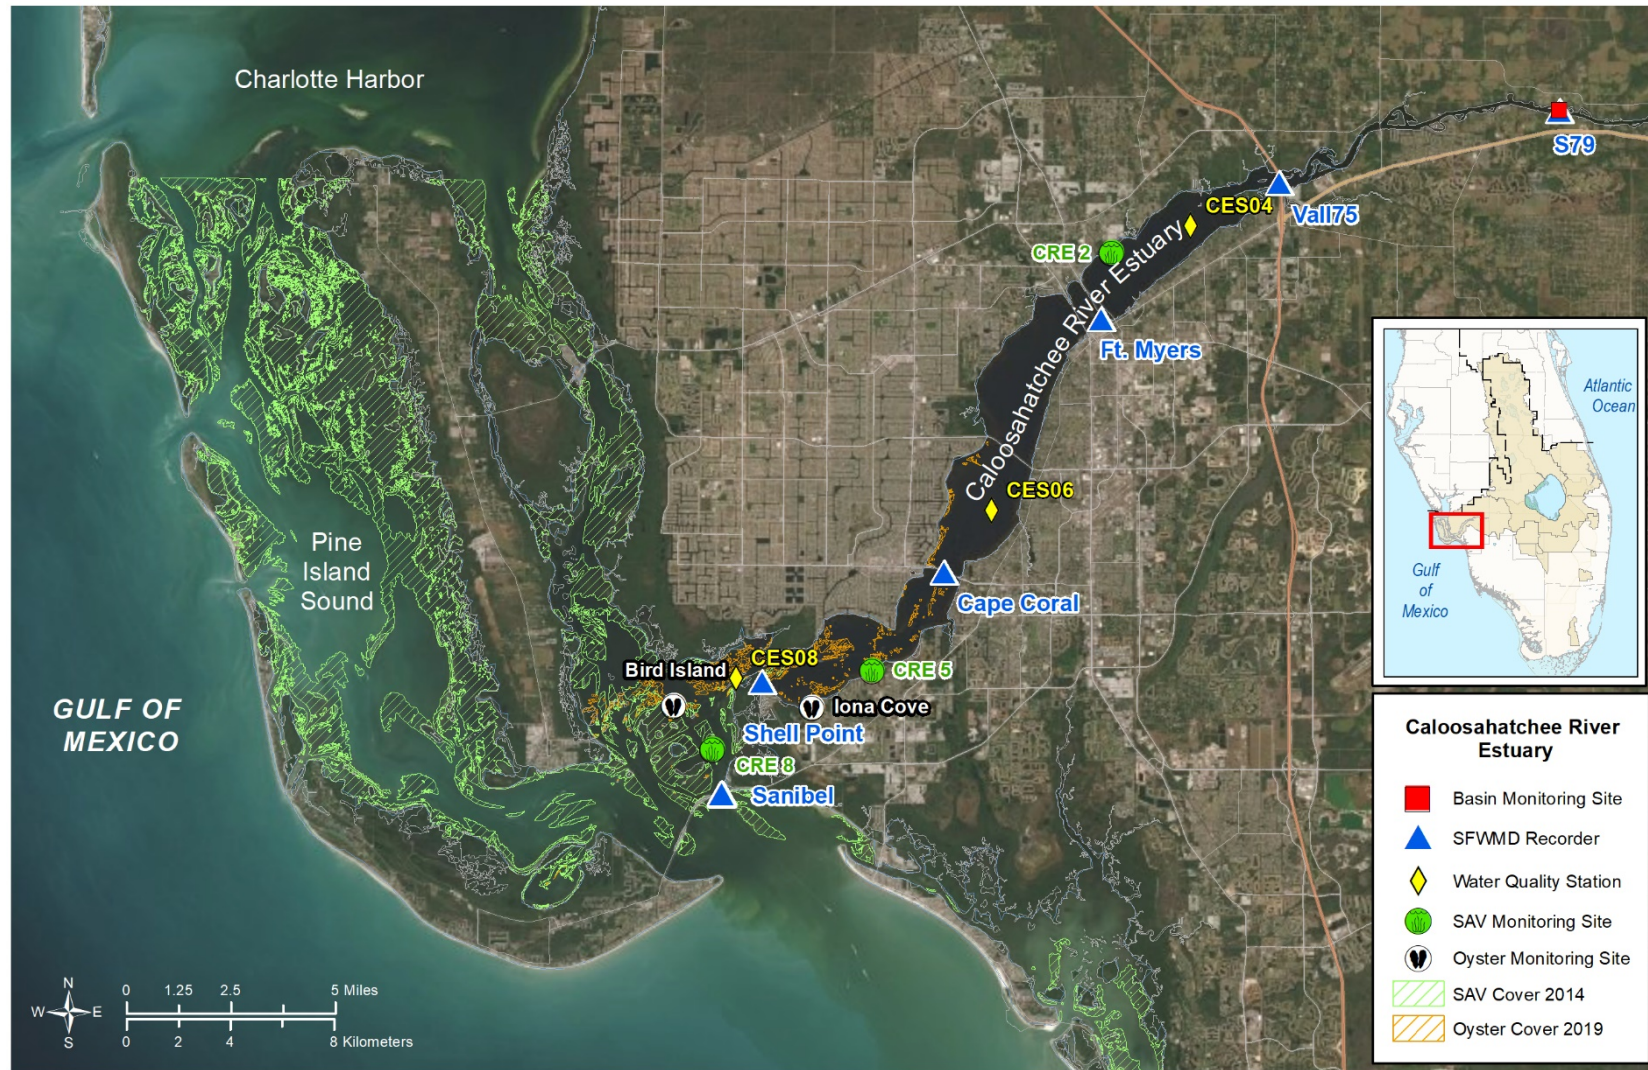 Charlotte Harbor
S79
CES04
Vall75
CRE 2
Caloosahatchee River Estuary
Ft. Myers
Atlantic
Ocean
CES06
Pine
Island
Sound
Gulf
of
Mexico
Cape Coral
CES08
Bird Island
CRE 5
Iona Cove
GULF OF
MEXICO
Shell Point
CRE 8
Sanibel
Caloosahatchee River
Estuary
Basin Monitoring Site
SFWMD Recorder
Water Quality Station
SAV Monitoring Site
Oyster Monitoring Site
SAV Cover 2014
Oyster Cover 2019
N
W E
S
0 1.25 2.5 5 Miles
0 2 4 8 Kilometers